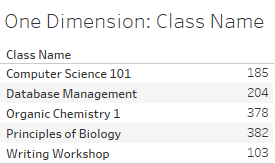 One Dimension: Class Name
Class Name
Computer Science 101 185
Database Management 204
Organic Chemistry 1 378
Principles of Biology 382
Writing Workshop 103